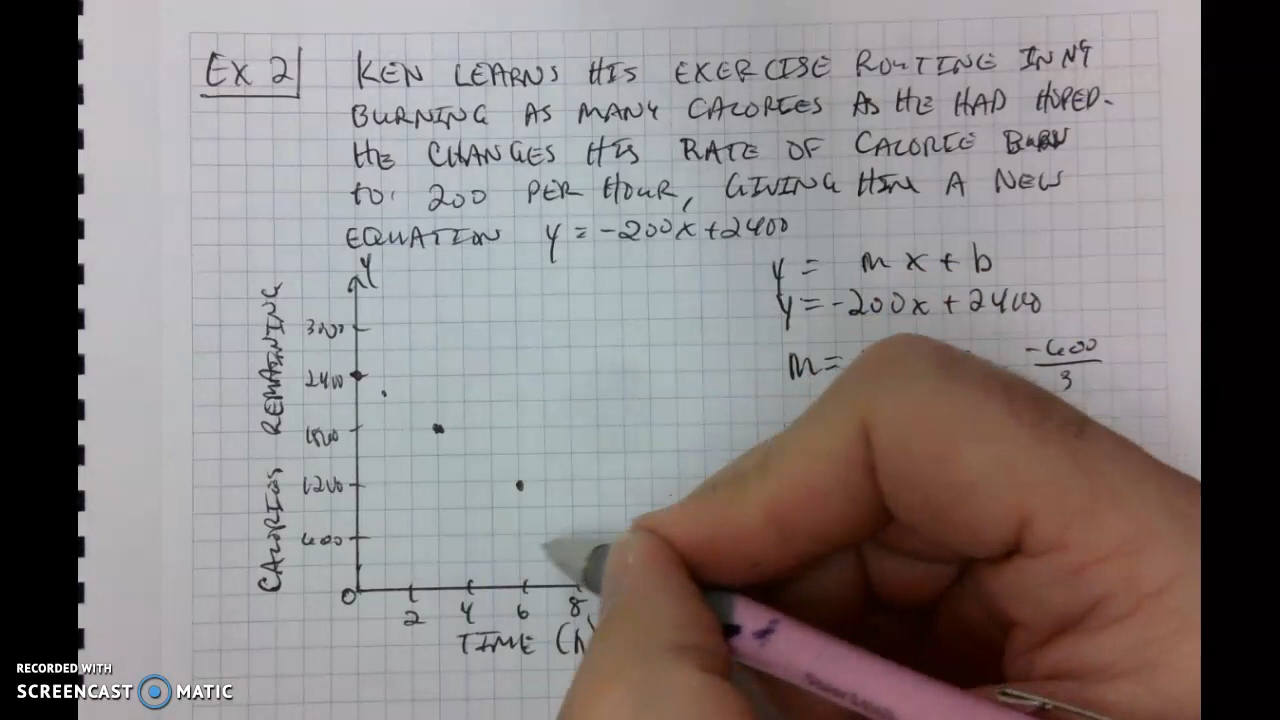 Ex 2
KEN LEARNS HIS EXERCISE ROUTINE ISN'T
BURNING AS MANY CALORIES AS HE HAD HOPED.
HE CHANGES HIS RATE OF CALORIE BURN
TO 200 PER HOUR, GIVING HIM A NEW
EQUATION y = -200x+2400
y = mx + b
y = -200x + 2400
m= -600
3
y
CALORIES REMAINING
3000
2400
1800
1200
600
0
2 4 6 8
TIME (h)
RECORDED WITH
SCREENCAST MATIC